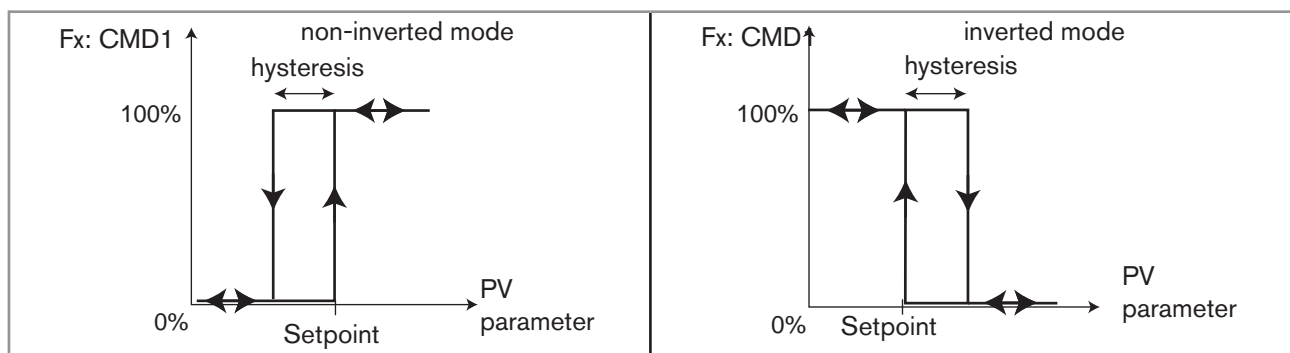 Fx: CMD1
non-inverted mode
hysteresis
100%
0%
Setpoint
PV
parameter
Fx: CMD1
inverted mode
hysteresis
100%
0%
Setpoint
PV
parameter